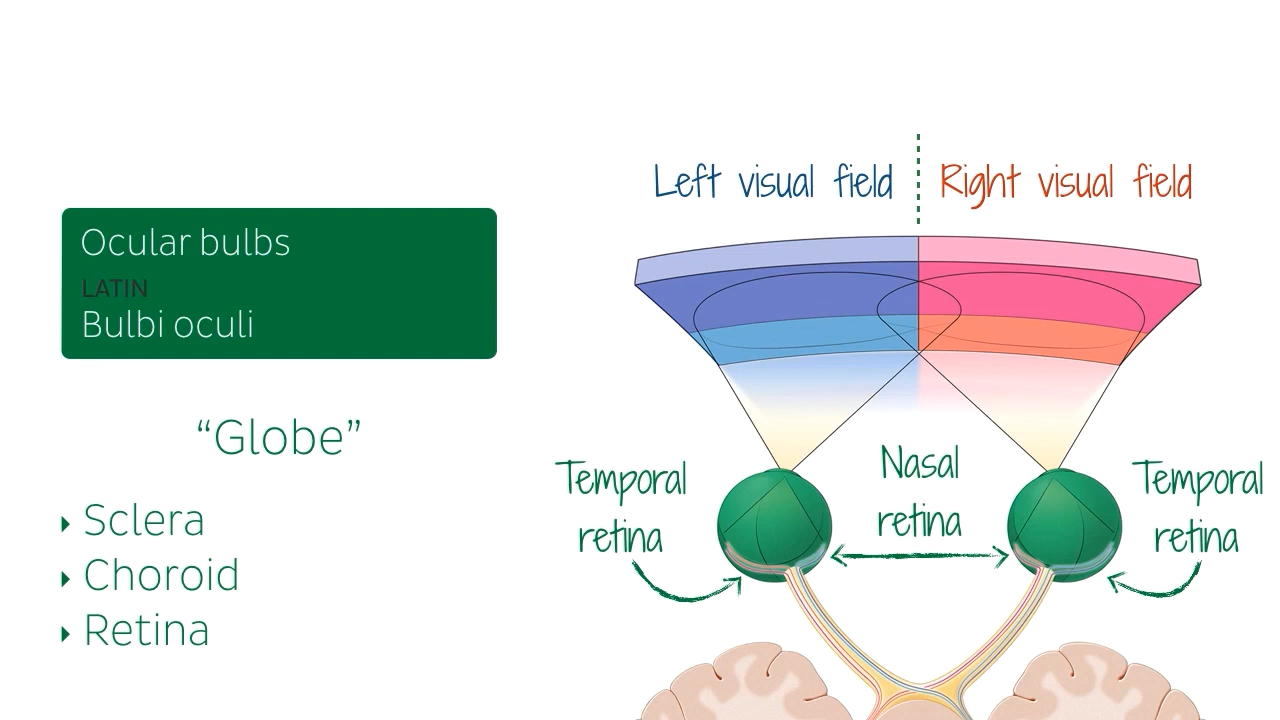 Ocular bulbs
LATIN
Bulbi oculi
“Globe”
Sclera
Choroid
Retina
Left visual field
Right visual field
Temporal
retina
Nasal
retina
Temporal
retina